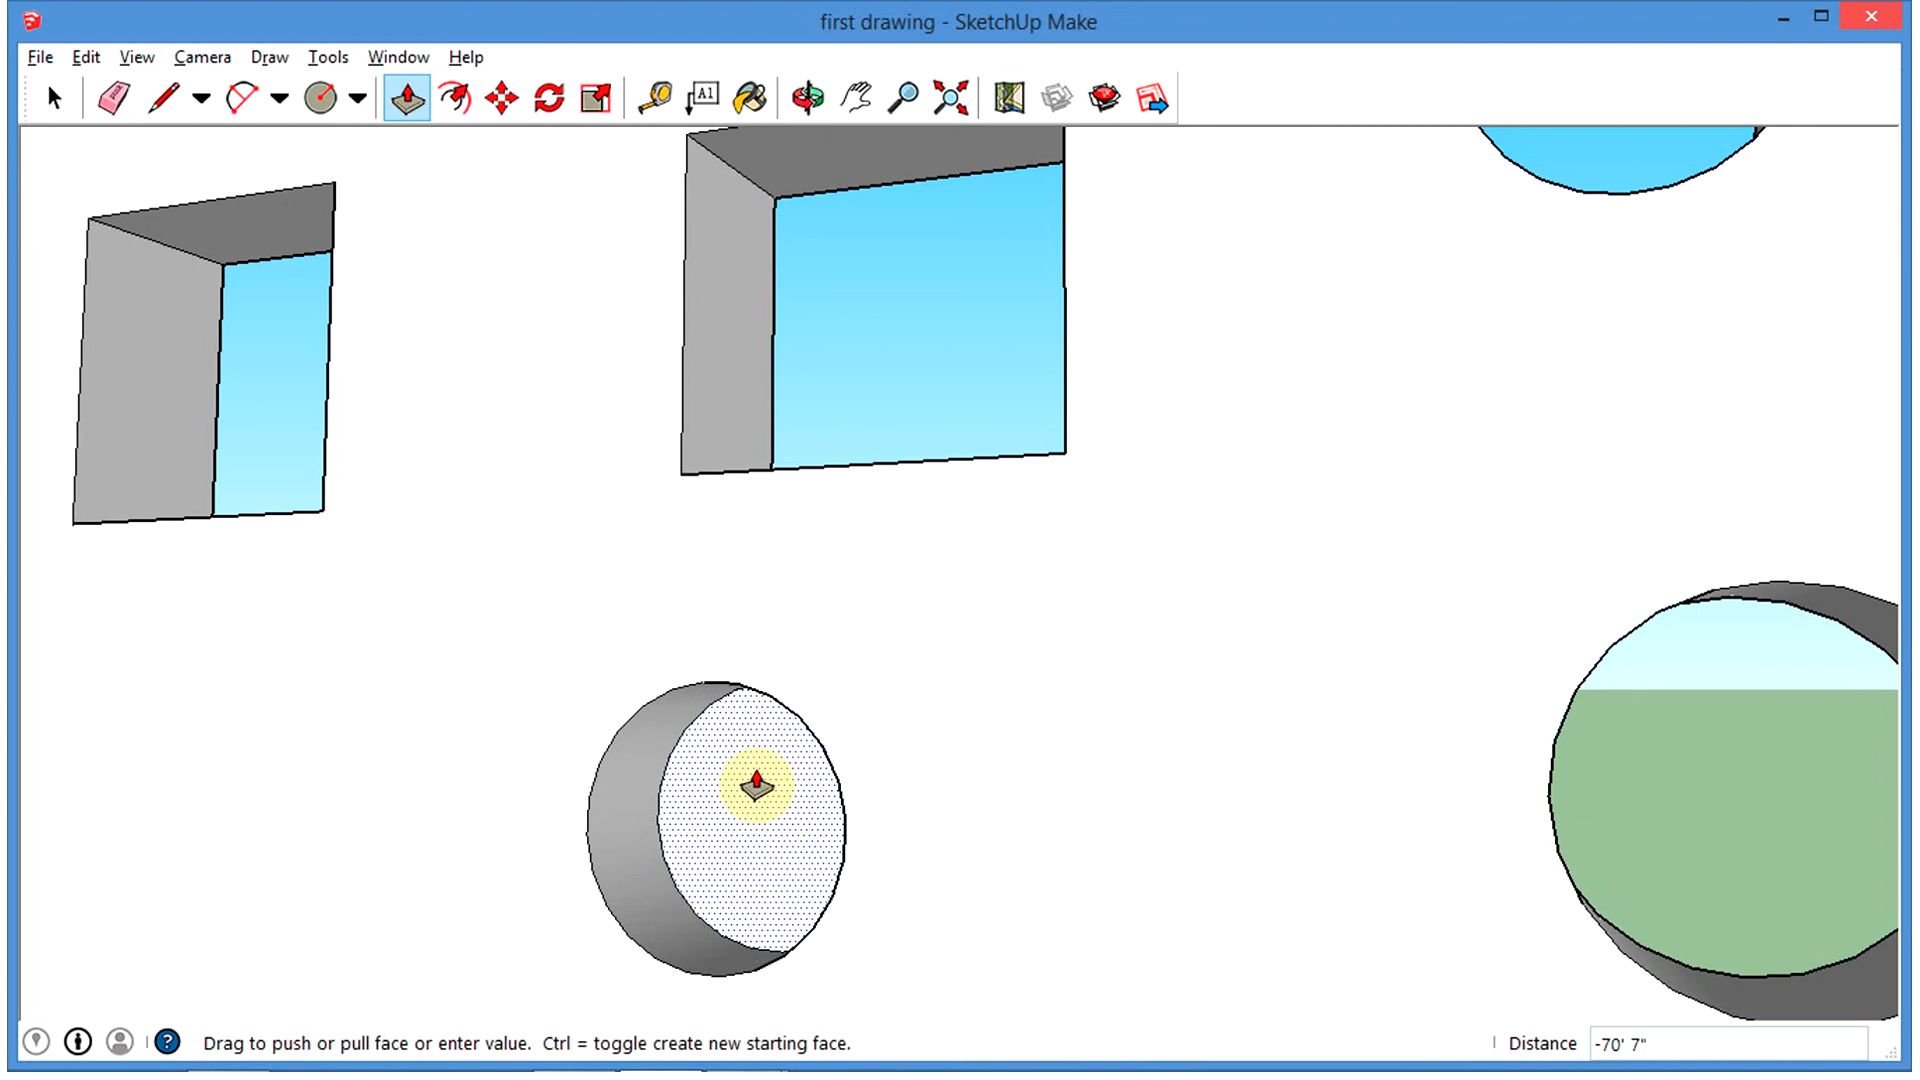 first drawing - SketchUp Make
File Edit View Camera Draw Tools Window Help
A1
Drag to push or pull face or enter value. Ctrl = toggle create new starting face. Distance -70' 7"